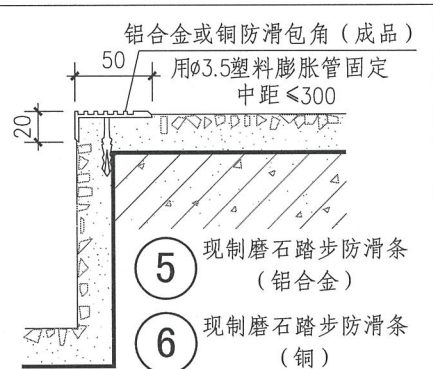 铝合金或铜防滑包角（成品）
50
用ø3.5塑料膨胀管固定
中距≤300
20
5 现制磨石踏步防滑条
（铝合金）
6 现制磨石踏步防滑条
（铜）